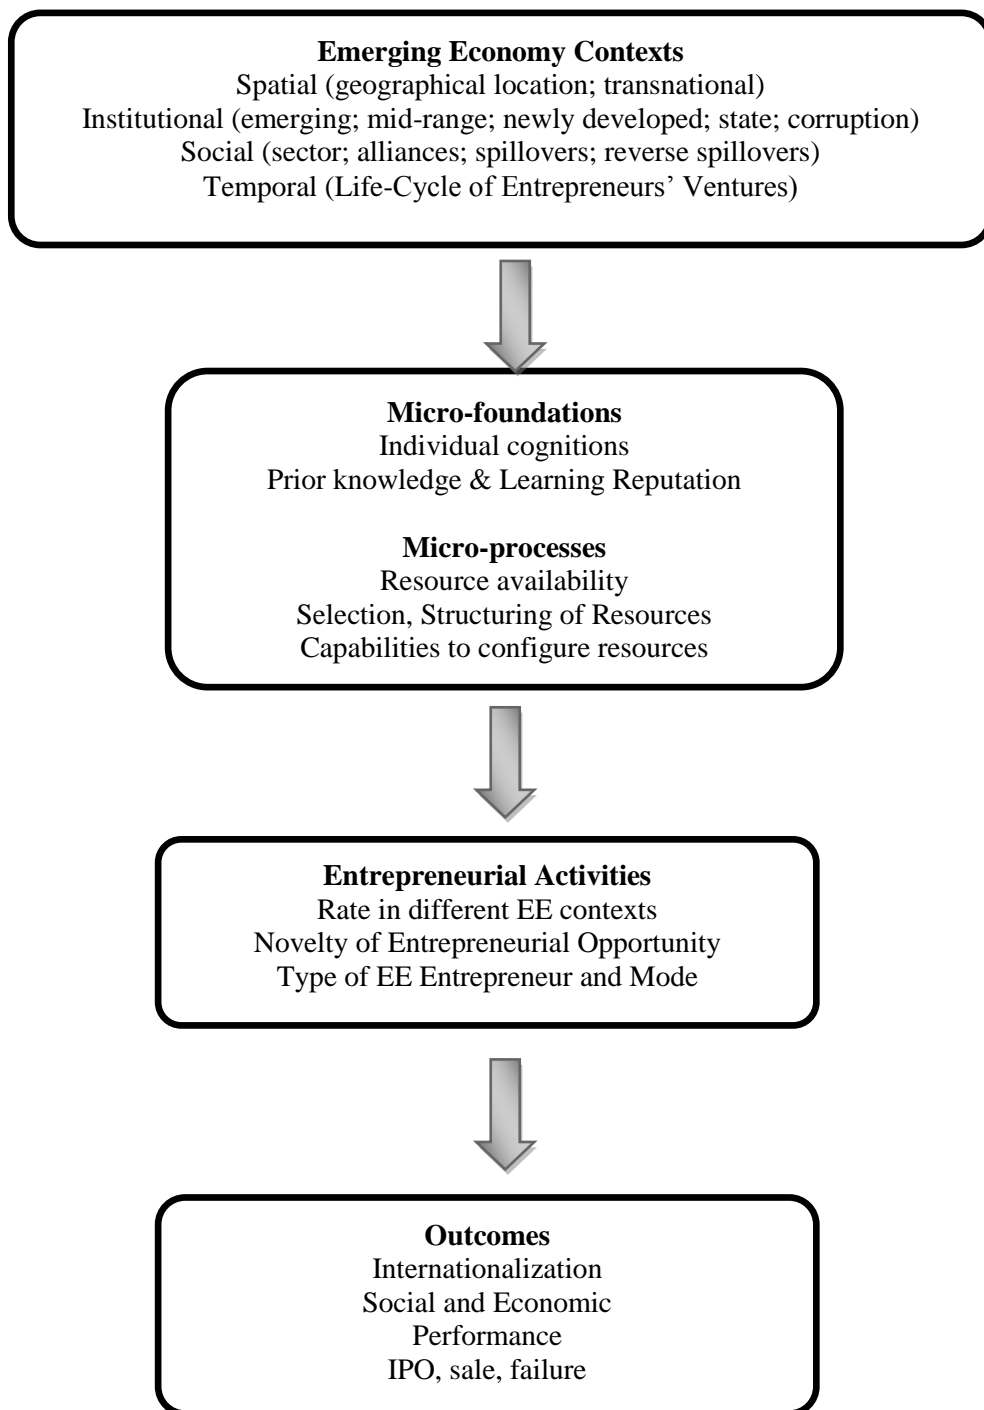 Emerging Economy Contexts
Spatial (geographical location; transnational)
Institutional (emerging; mid-range; newly developed; state; corruption)
Social (sector; alliances; spillovers; reverse spillovers)
Temporal (Life-Cycle of Entrepreneurs’ Ventures)
Micro-foundations
Individual cognitions
Prior knowledge & Learning Reputation
Micro-processes
Resource availability
Selection, Structuring of Resources
Capabilities to configure resources
Entrepreneurial Activities
Rate in different EE contexts
Novelty of Entrepreneurial Opportunity
Type of EE Entrepreneur and Mode
Outcomes
Internationalization
Social and Economic
Performance
IPO, sale, failure